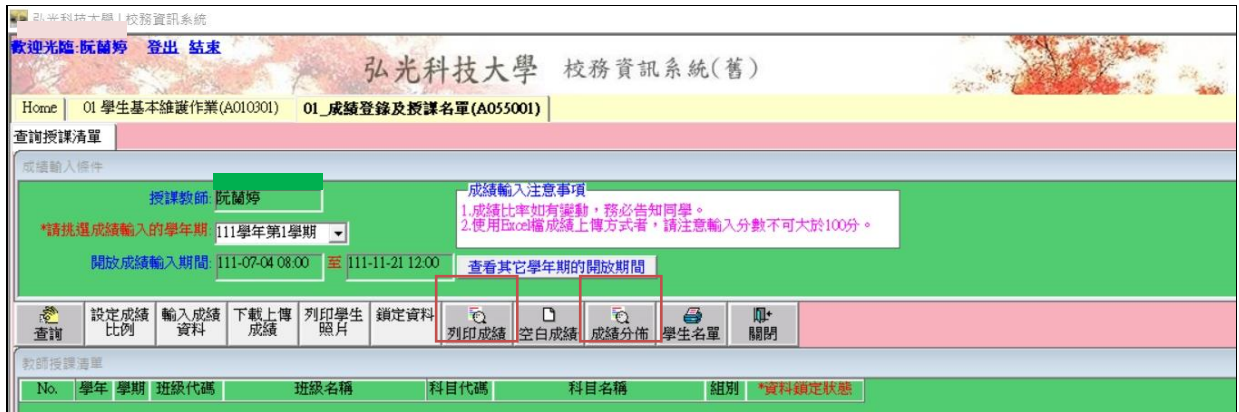 弘光科技大學 | 校務資訊系統
歡迎光臨:阮蘭婷 登出 結束
弘光科技大學 校務資訊系統(舊)
Home 01 學生基本維護作業(A010301) 01_成績登錄及授課名單(A055001)
查詢授課清單
成績輸入條件
授課教師: 阮蘭婷
*請挑選成績輸入的學年期: 111學年第1學期
開放成績輸入期間: 111-07-04 08:00 至 111-11-21 12:00 查看其它學年期的開放期間
成績輸入注意事項
1.成績比率如有變動，務必告知同學。
2.使用Excel檔成績上傳方式者，請注意輸入分數不可大於100分。
查詢 設定成績比例 輸入成績資料 下載上傳成績 列印學生照片 鎖定資料 列印成績 空白成績 成績分佈 學生名單 關閉
教師授課清單
No. 學年 學期 班級代碼 班級名稱 科目代碼 科目名稱 組別 *資料鎖定狀態